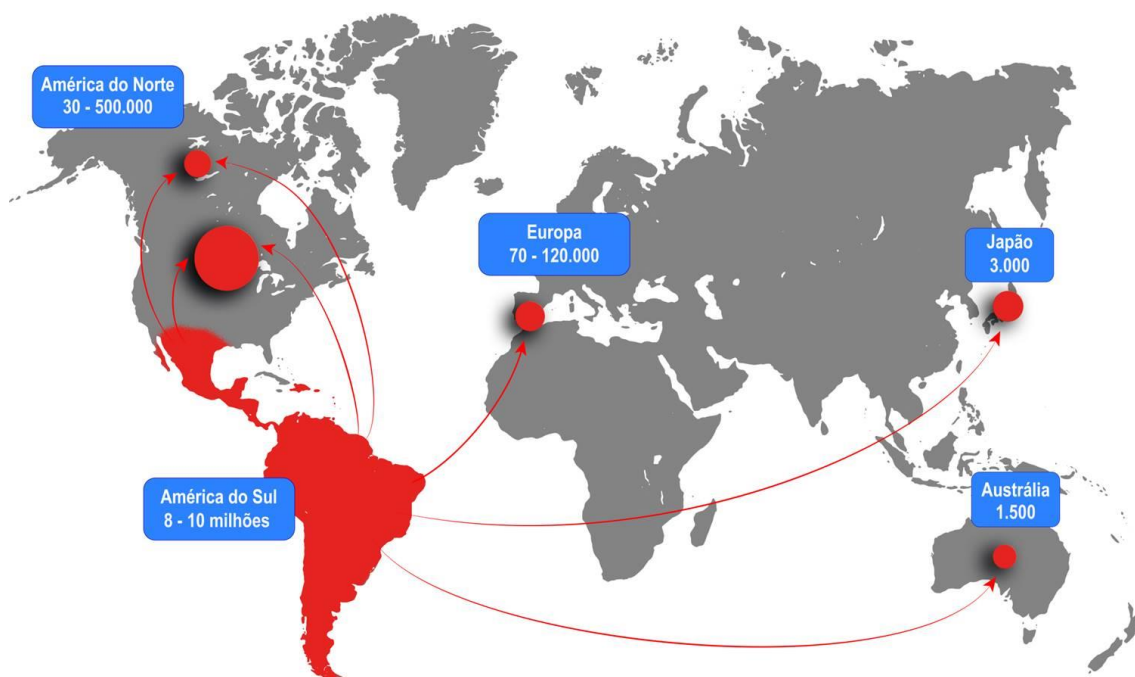 América do Norte
30 - 500.000
Europa
70 - 120.000
Japão
3.000
América do Sul
8 - 10 milhões
Austrália
1.500